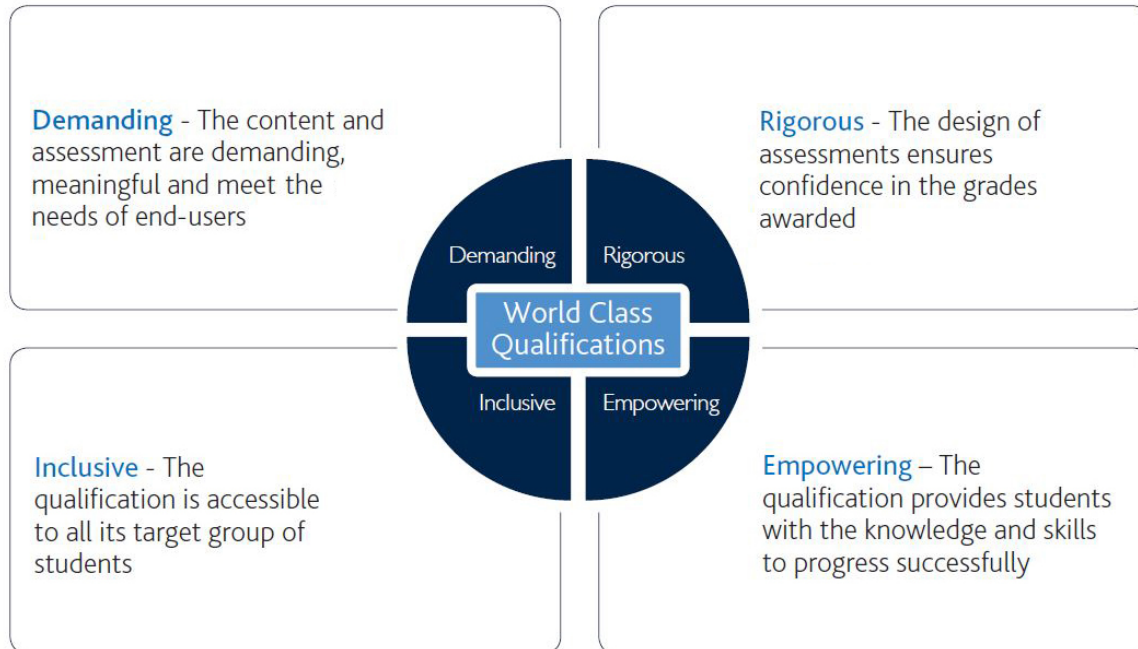 Demanding - The content and
assessment are demanding,
meaningful and meet the
needs of end-users
Rigorous - The design of
assessments ensures
confidence in the grades
awarded
Demanding
Rigorous
World Class
Qualifications
Inclusive
Empowering
Inclusive - The
qualification is accessible
to all its target group of
students
Empowering – The
qualification provides students
with the knowledge and skills
to progress successfully